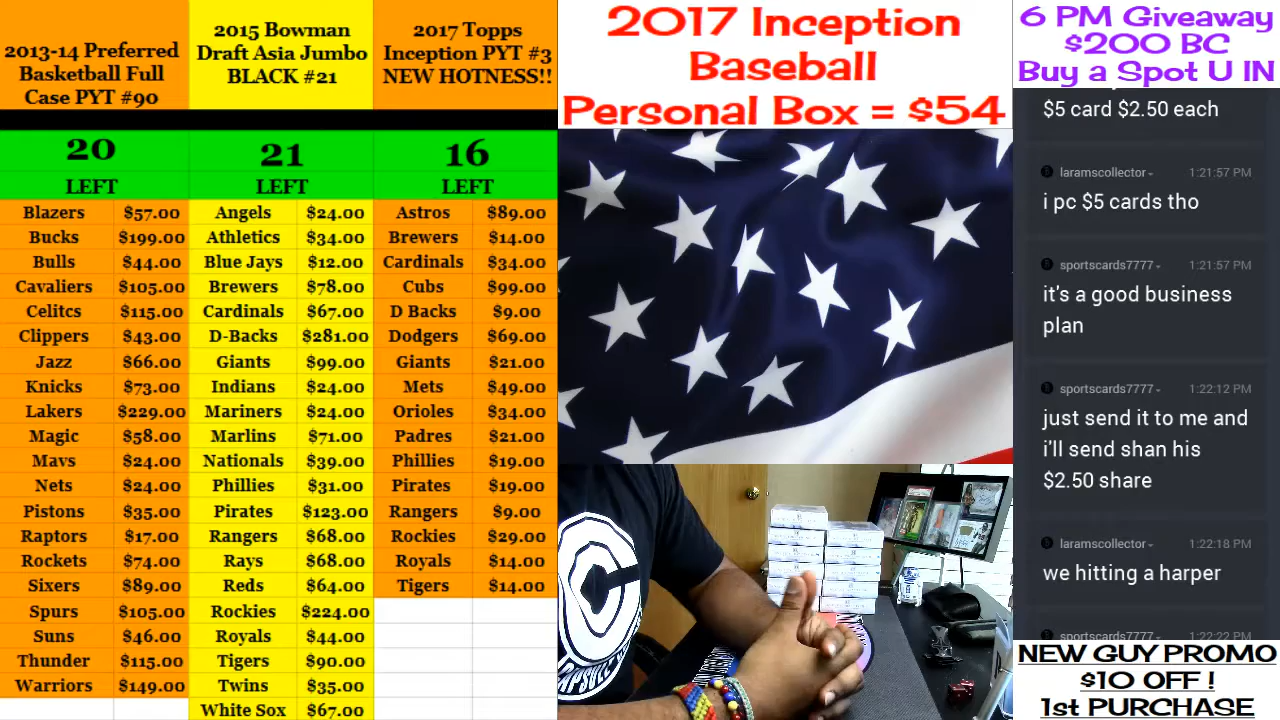 2013-14 Preferred
Basketball Full
Case PYT #90
20
LEFT
Blazers $57.00
Bucks $199.00
Bulls $44.00
Cavaliers $105.00
Celitcs $115.00
Clippers $43.00
Jazz $66.00
Knicks $73.00
Lakers $229.00
Magic $58.00
Mavs $24.00
Nets $24.00
Pistons $35.00
Raptors $17.00
Rockets $74.00
Sixers $89.00
Spurs $105.00
Suns $46.00
Thunder $115.00
Warriors $149.00
2015 Bowman
Draft Asia Jumbo
BLACK #21
21
LEFT
Angels $24.00
Athletics $34.00
Blue Jays $12.00
Brewers $78.00
Cardinals $67.00
D-Backs $281.00
Giants $99.00
Indians $24.00
Mariners $24.00
Marlins $71.00
Nationals $39.00
Phillies $31.00
Pirates $123.00
Rangers $68.00
Rays $68.00
Reds $64.00
Rockies $224.00
Royals $44.00
Tigers $90.00
Twins $35.00
White Sox $67.00
2017 Topps
Inception PYT #3
NEW HOTNESS!!
16
LEFT
Astros $89.00
Brewers $14.00
Cardinals $34.00
Cubs $99.00
D Backs $9.00
Dodgers $69.00
Giants $21.00
Mets $49.00
Orioles $34.00
Padres $21.00
Phillies $19.00
Pirates $19.00
Rangers $9.00
Rockies $29.00
Royals $14.00
Tigers $14.00
2017 Inception
Baseball
Personal Box = $54
CAPSULE
6 PM Giveaway
$200 BC
Buy a Spot U IN
$5 card $2.50 each
laramscollector 1:21:57 PM
i pc $5 cards tho
sportscards7777 1:21:57 PM
it's a good business
plan
sportscards7777 1:22:12 PM
just send it to me and
i'll send shan his
$2.50 share
laramscollector 1:22:18 PM
we hitting a harper
sportscards7777 1:22:22 PM
NEW GUY PROMO
$10 OFF !
1st PURCHASE